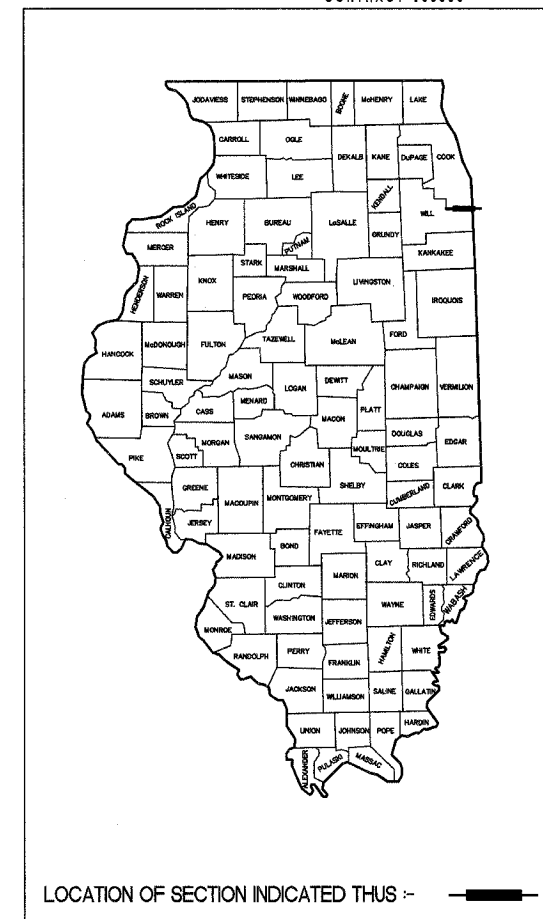 JODAVIESS STEPHENSON WINNEBAGO BOONE McHENRY LAKE
CARROLL OGLE DEKALB KANE DuPAGE COOK
WHITESIDE LEE KENDALL WILL
ROCK ISLAND HENRY BUREAU LaSALLE GRUNDY
MERCER PUTNAM KANKAKEE
STARK MARSHALL
HENDERSON WARREN KNOX PEORIA WOODFORD LIVINGSTON IROQUOIS
HANCOCK McDONOUGH FULTON TAZEWELL McLEAN FORD
SCHUYLER MASON LOGAN DEWITT CHAMPAIGN VERMILION
ADAMS BROWN CASS MENARD MACON PIATT
PIKE SCOTT MORGAN SANGAMON CHRISTIAN MOULTRIE DOUGLAS EDGAR
COLES
GREENE MACOUPIN MONTGOMERY SHELBY CUMBERLAND CLARK
CALHOUN JERSEY FAYETTE EFFINGHAM JASPER CRAWFORD
MADISON BOND CLAY RICHLAND LAWRENCE
CLINTON MARION
ST. CLAIR WASHINGTON JEFFERSON WAYNE EDWARDS WABASH
MONROE
RANDOLPH PERRY FRANKLIN HAMILTON WHITE
JACKSON WILLIAMSON SALINE GALLATIN
UNION JOHNSON POPE HARDIN
ALEXANDER PULASKI MASSAC
LOCATION OF SECTION INDICATED THUS :-